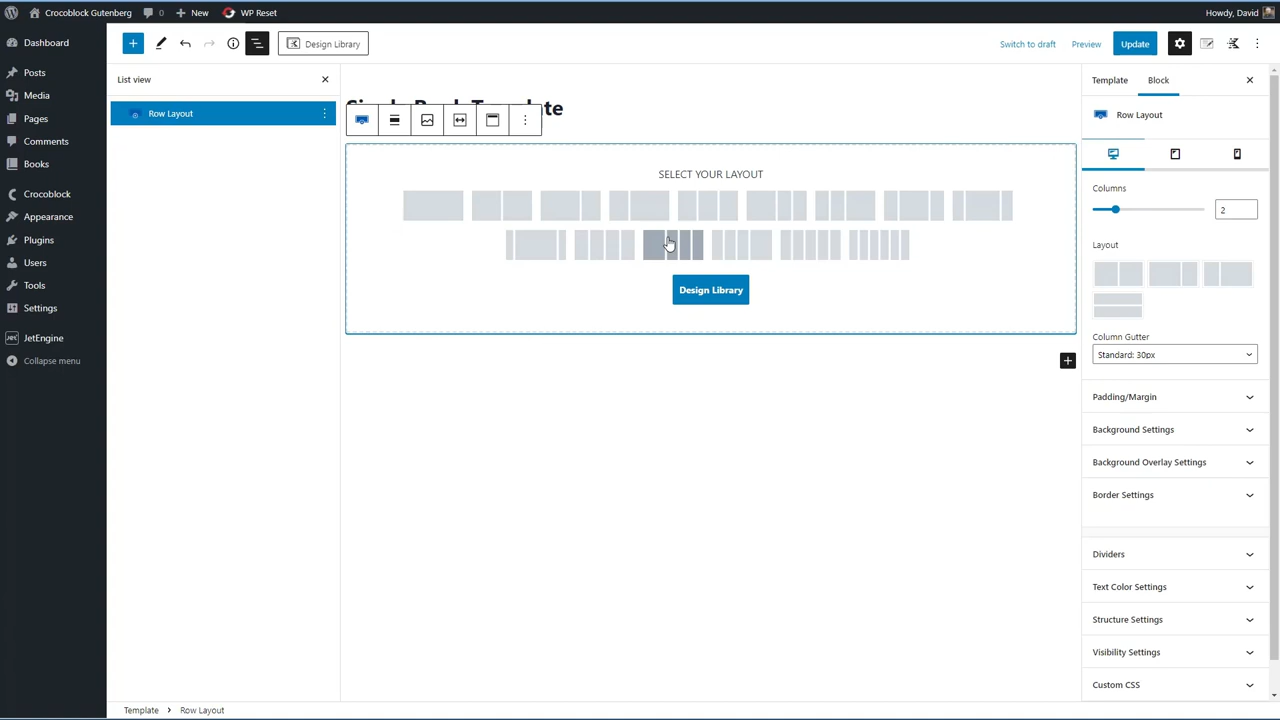 Crocoblock Gutenberg 0 New WP Reset Howdy, David
Design Library Switch to draft Preview Update
Dashboard
Posts
Media
Pages
Comments
Books
Crocoblock
Appearance
Plugins
Users
Tools
Settings
JetEngine
Collapse menu
List view
Row Layout
SELECT YOUR LAYOUT
Design Library
Template Block
Row Layout
Columns
2
Layout
Column Gutter
Standard: 30px
Padding/Margin
Background Settings
Background Overlay Settings
Border Settings
Dividers
Text Color Settings
Structure Settings
Visibility Settings
Custom CSS
Template Row Layout